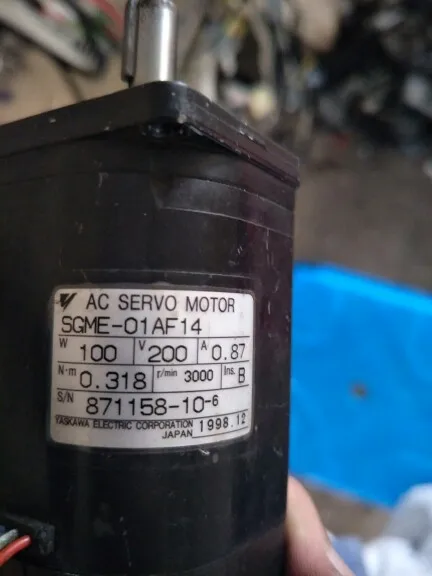 AC SERVO MOTOR
SGME-01AF14
W 100 V 200 A 0.87
N·m 0.318 r/min 3000 Ins. B
S/N 871158-10-6
YASKAWA ELECTRIC CORPORATION
JAPAN 1998.12